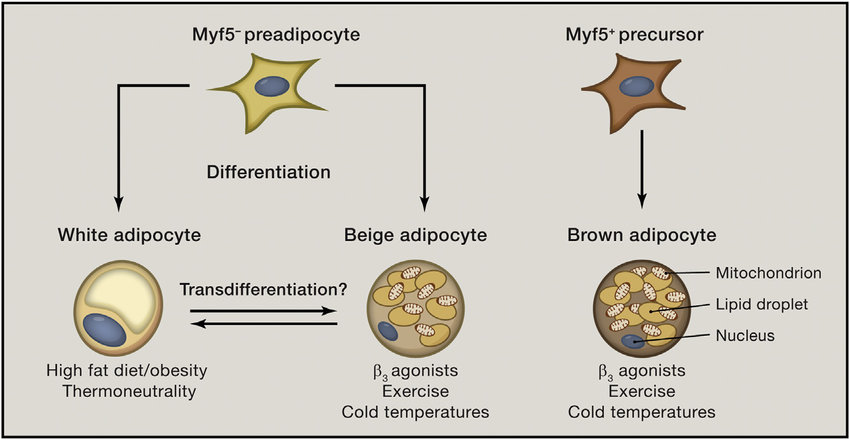 Myf5⁻ preadipocyte
Myf5⁺ precursor
Differentiation
White adipocyte
Beige adipocyte
Brown adipocyte
Transdifferentiation?
Mitochondrion
Lipid droplet
Nucleus
High fat diet/obesity
Thermoneutrality
β₃ agonists
Exercise
Cold temperatures
β₃ agonists
Exercise
Cold temperatures